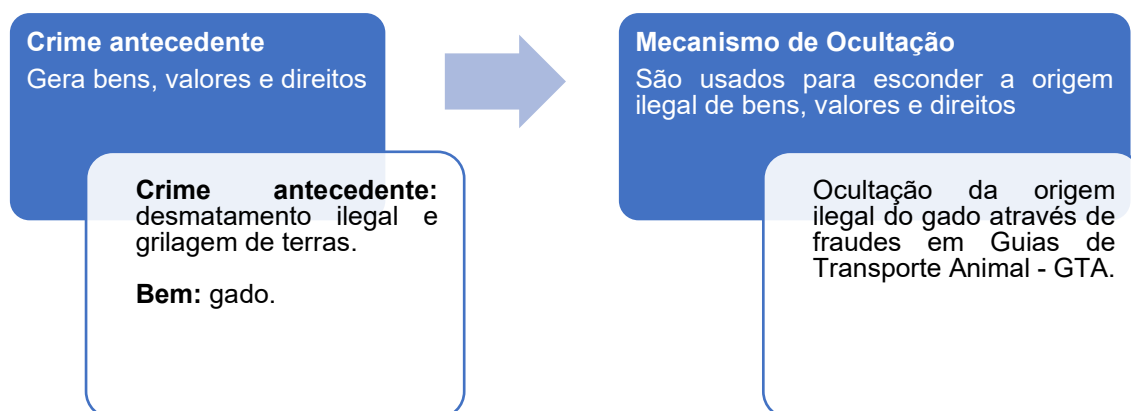 Crime antecedente
Gera bens, valores e direitos
Crime antecedente:
desmatamento ilegal e
grilagem de terras.
Bem: gado.
Mecanismo de Ocultação
São usados para esconder a origem
ilegal de bens, valores e direitos
Ocultação da origem
ilegal do gado através de
fraudes em Guias de
Transporte Animal - GTA.